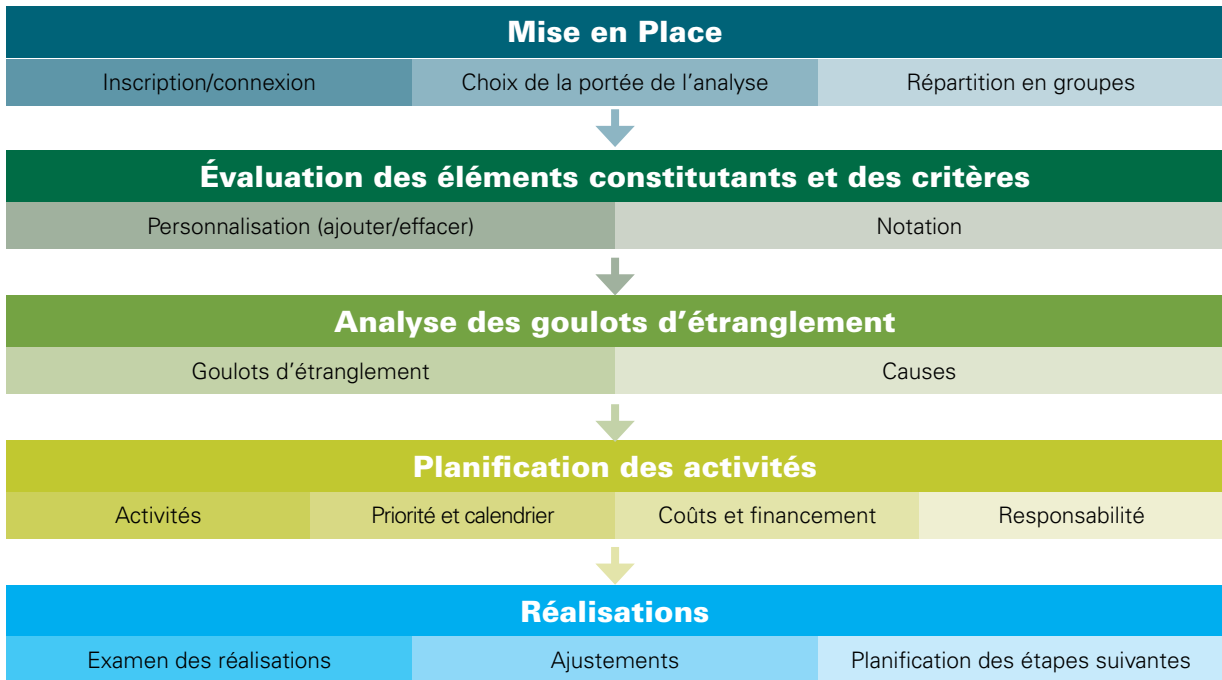 Mise en Place
Inscription/connexion
Choix de la portée de l’analyse
Répartition en groupes
Évaluation des éléments constitutants et des critères
Personnalisation (ajouter/effacer)
Notation
Analyse des goulots d’étranglement
Goulots d’étranglement
Causes
Planification des activités
Activités
Priorité et calendrier
Coûts et financement
Responsabilité
Réalisations
Examen des réalisations
Ajustements
Planification des étapes suivantes